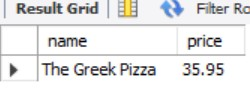 Result Grid Filter Ro
name price
The Greek Pizza 35.95